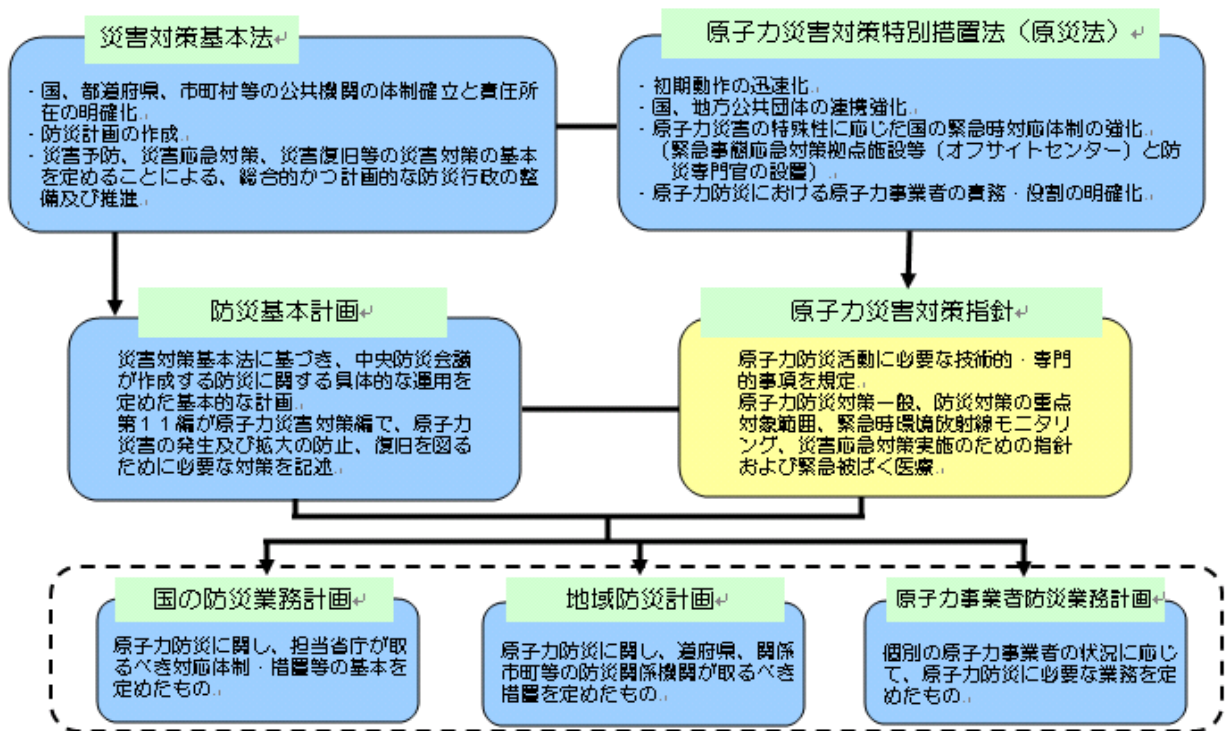 災害対策基本法
・国、都道府県、市町村等の公共機関の体制確立と責任所
在の明確化
・防災計画の作成
・災害予防、災害応急対策、災害復旧等の災害対策の基本
を定めることによる、総合的かつ計画的な防災行政の整
備及び推進
原子力災害対策特別措置法（原災法）
・初期動作の迅速化
・国、地方公共団体の連携強化
・原子力災害の特殊性に応じた国の緊急時対応体制の強化
（緊急事態応急対策拠点施設等（オフサイトセンター）と防
災専門官の設置）
・原子力防災における原子力事業者の責務・役割の明確化
防災基本計画
災害対策基本法に基づき、中央防災会議
が作成する防災に関する具体的な運用を
定めた基本的な計画
第１１編が原子力災害対策編で、原子力
災害の発生及び拡大の防止、復旧を図る
ために必要な対策を記述
原子力災害対策指針
原子力防災活動に必要な技術的・専門
的事項を規定
原子力防災対策一般、防災対策の重点
対象範囲、緊急時環境放射線モニタリ
ング、災害応急対策実施のための指針
および緊急被ばく医療
国の防災業務計画
原子力防災に関し、担当省庁が取
るべき対応体制・措置等の基本を
定めたもの
地域防災計画
原子力防災に関し、道府県、関係
市町等の防災関係機関が取るべき
措置を定めたもの
原子力事業者防災業務計画
個別の原子力事業者の状況に応じ
て、原子力防災に必要な業務を定
めたもの